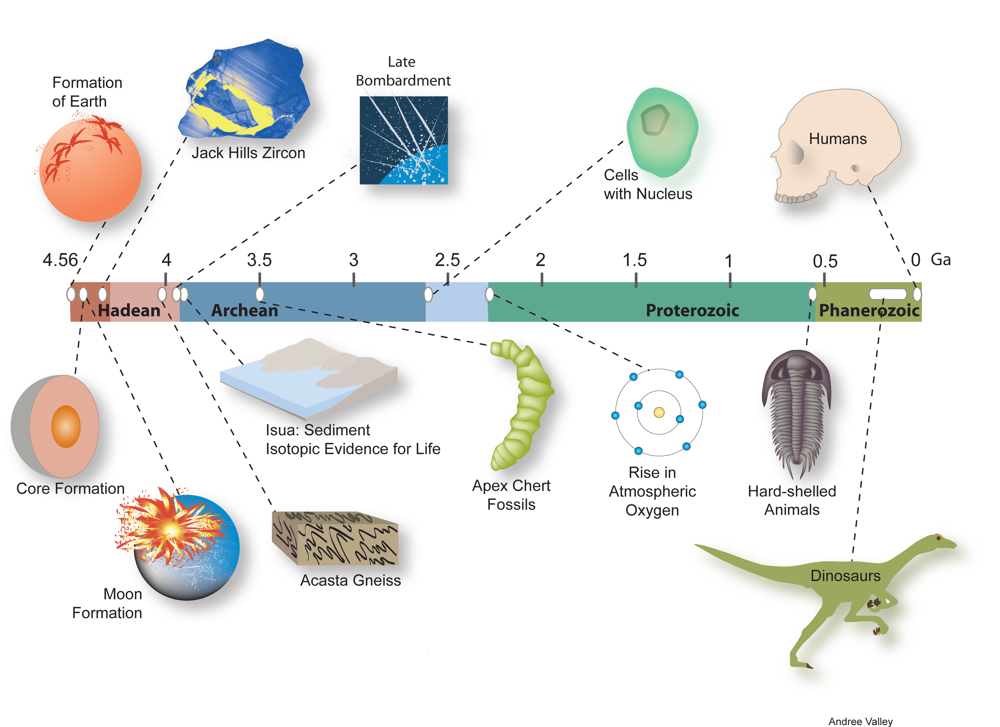 Formation
of Earth
Jack Hills Zircon
Late
Bombardment
Cells
with Nucleus
Humans
4.56 4 3.5 3 2.5 2 1.5 1 0.5 0 Ga
Hadean Archean Proterozoic Phanerozoic
Core Formation
Moon
Formation
Isua: Sediment
Isotopic Evidence for Life
Acasta Gneiss
Apex Chert
Fossils
Rise in
Atmospheric
Oxygen
Hard-shelled
Animals
Dinosaurs
Andree Valley